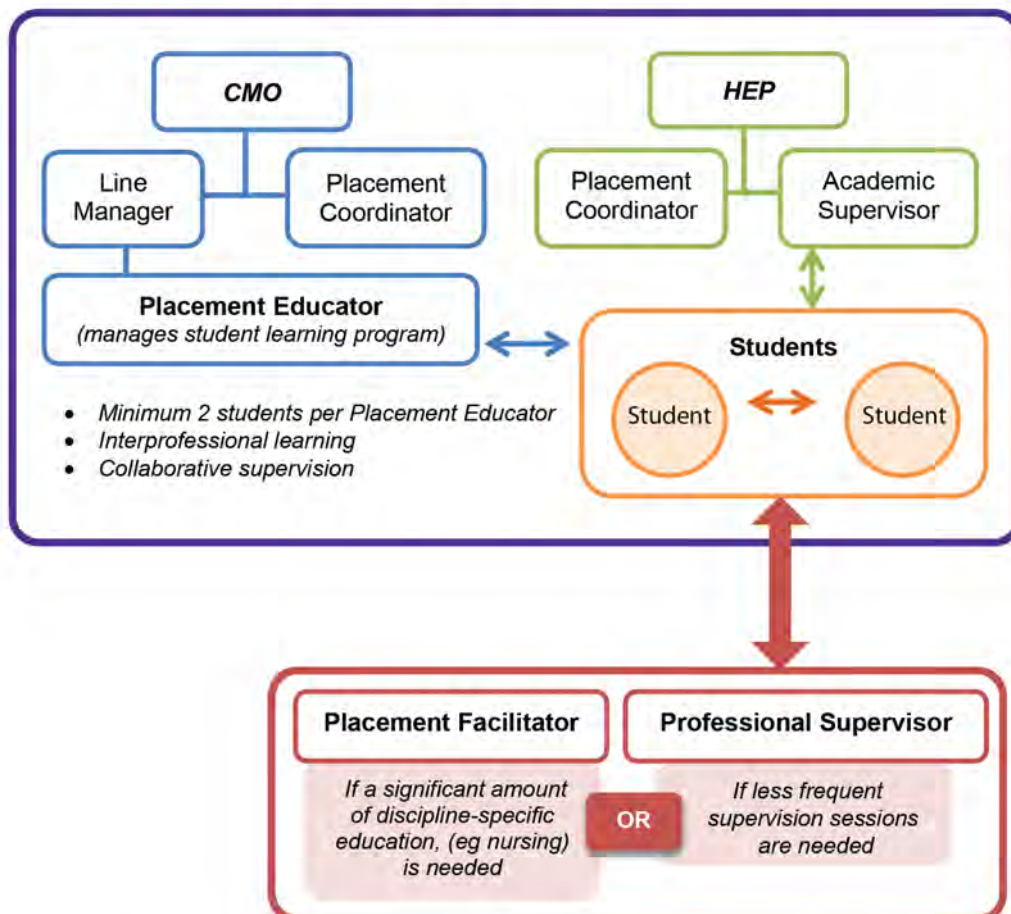 CMO
HEP
Line
Manager
Placement
Coordinator
Placement
Coordinator
Academic
Supervisor
Placement Educator
(manages student learning program)
Students
Student
Student
• Minimum 2 students per Placement Educator
• Interprofessional learning
• Collaborative supervision
Placement Facilitator
Professional Supervisor
If a significant amount
of discipline-specific
education, (eg nursing)
is needed
OR
If less frequent
supervision sessions
are needed